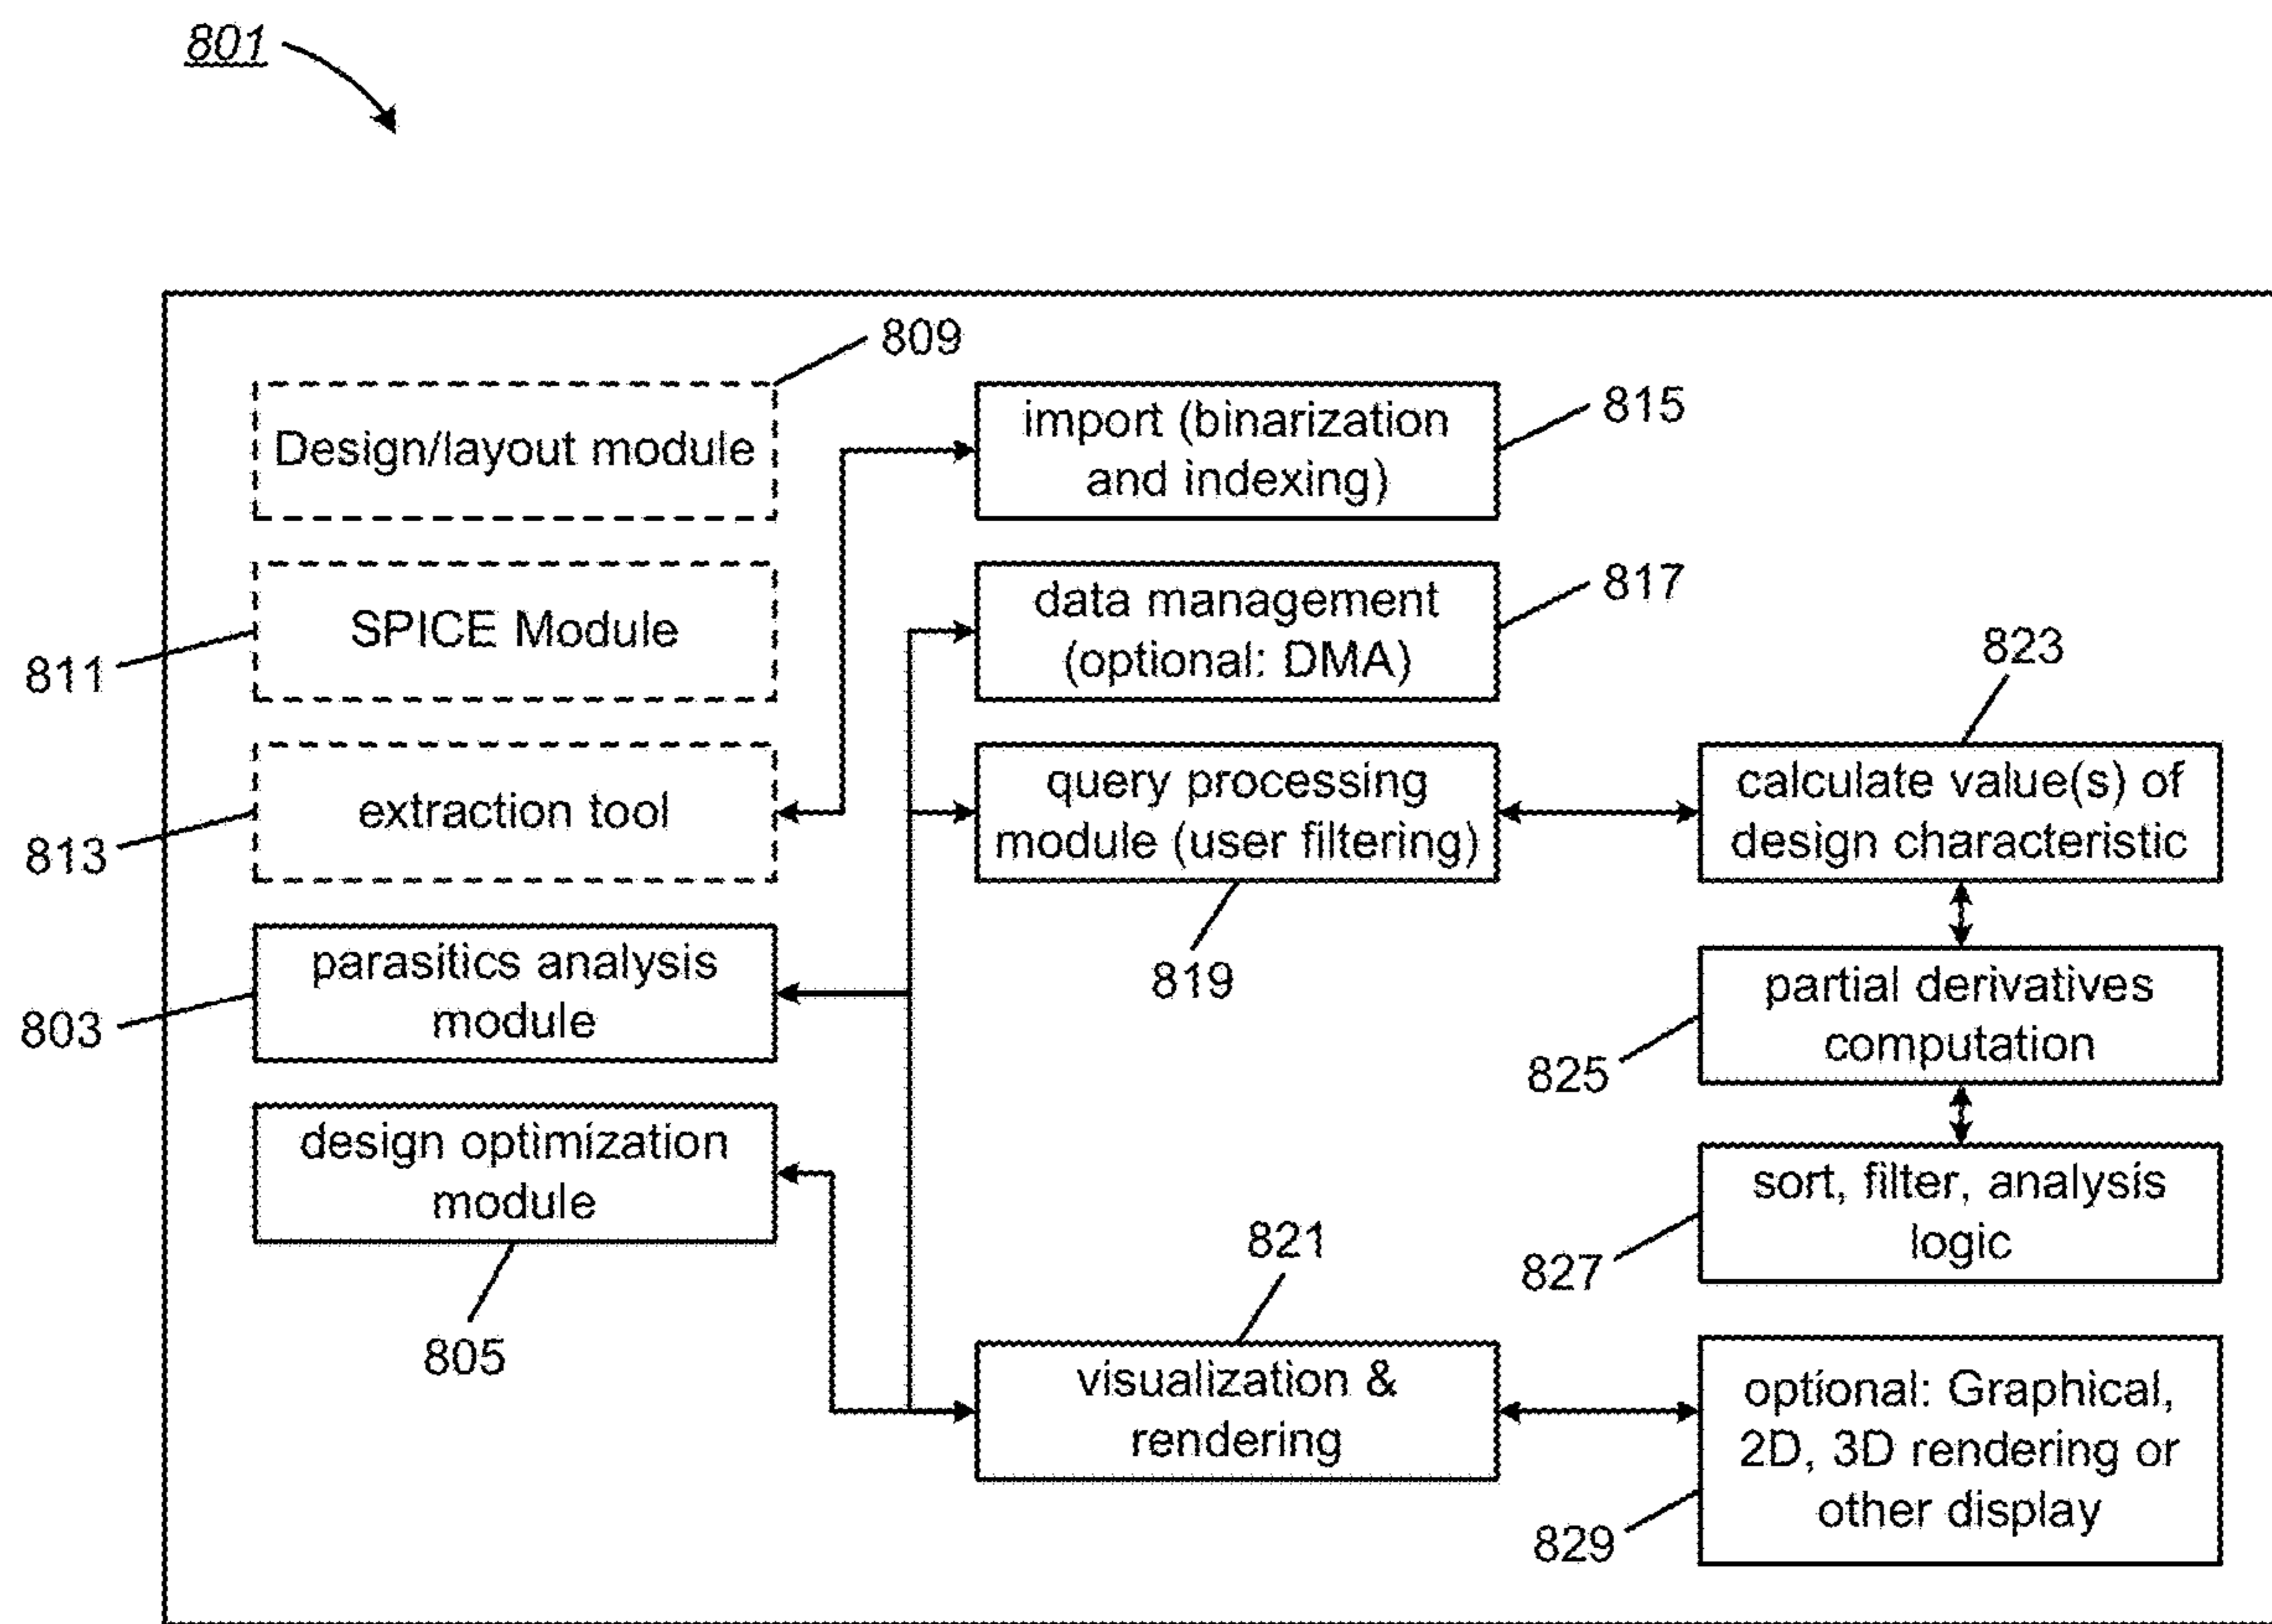 801
809
Design/layout module
import (binarization
and indexing)
815
SPICE Module
811
data management
(optional: DMA)
817
823
extraction tool
813
query processing
module (user filtering)
819
calculate value(s) of
design characteristic
parasitics analysis
module
803
partial derivatives
computation
825
design optimization
module
805
sort, filter, analysis
logic
827
821
visualization &
rendering
optional: Graphical,
2D, 3D rendering or
other display
829